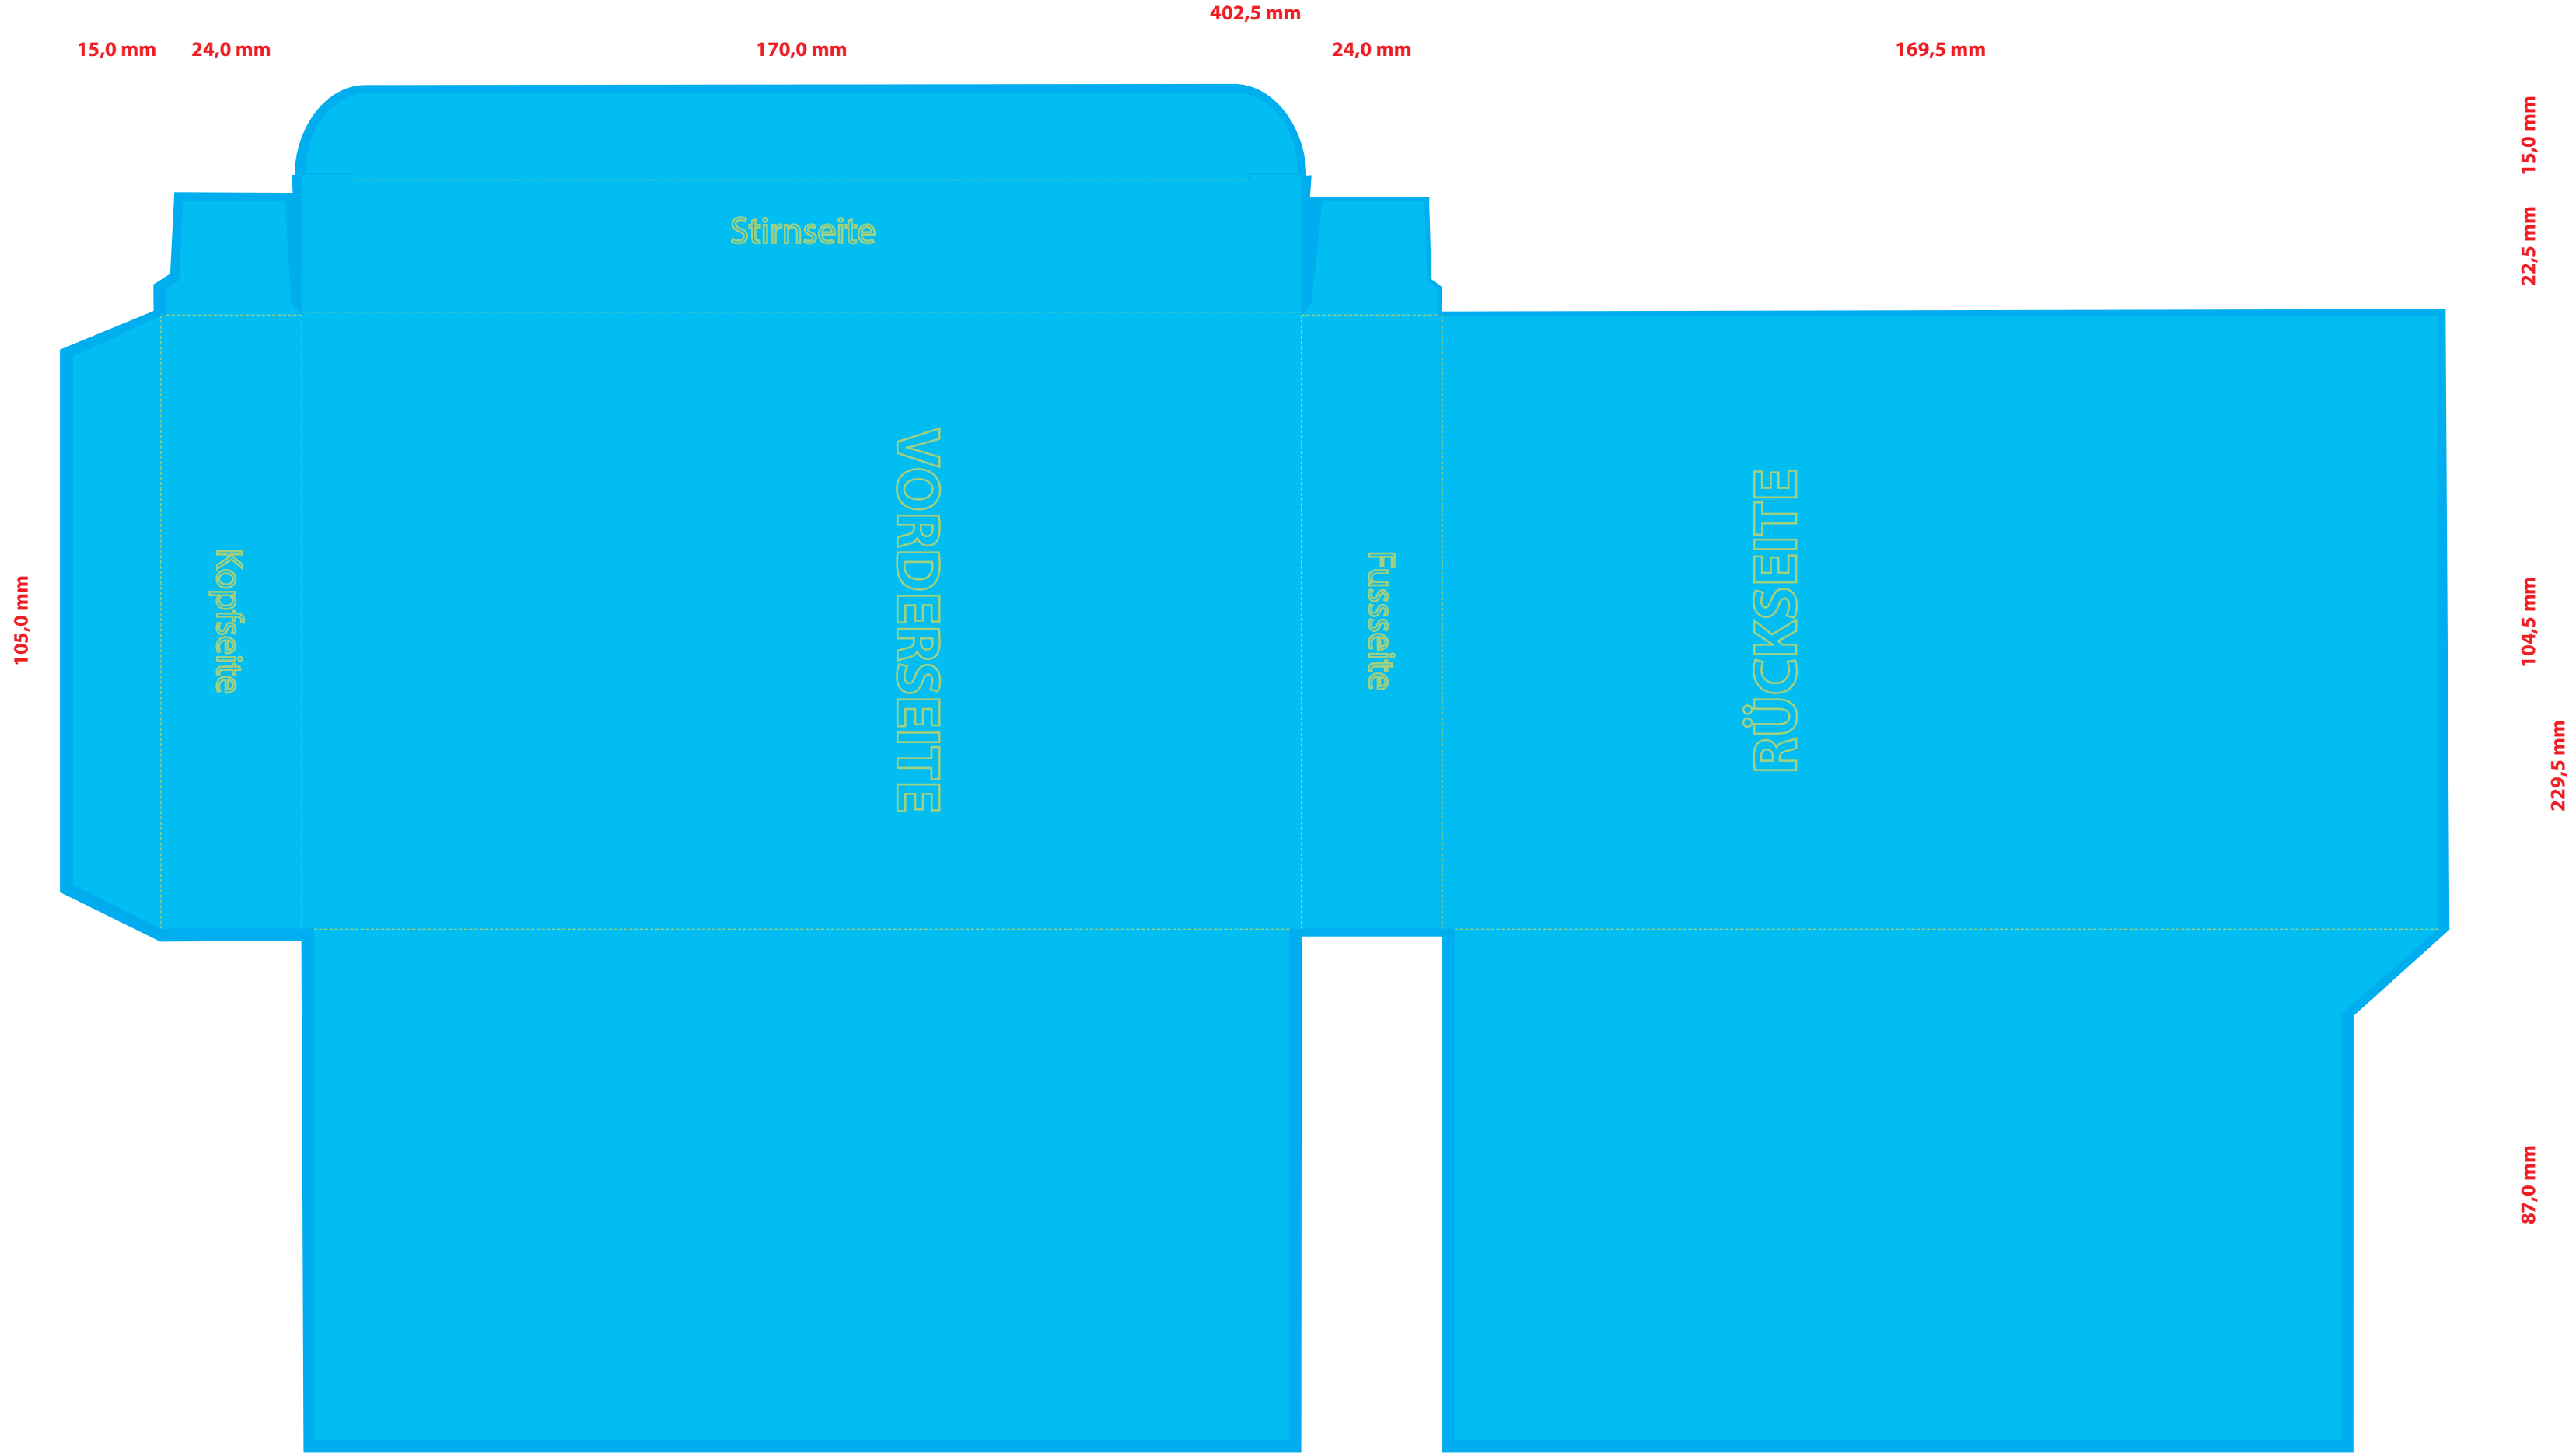 402,5 mm
15,0 mm
24,0 mm
170,0 mm
24,0 mm
169,5 mm
15,0 mm
22,5 mm
Stirnseite
105,0 mm
Kopfseite
VORDERSEITE
Fussseite
RÜCKSEITE
104,5 mm
229,5 mm
87,0 mm